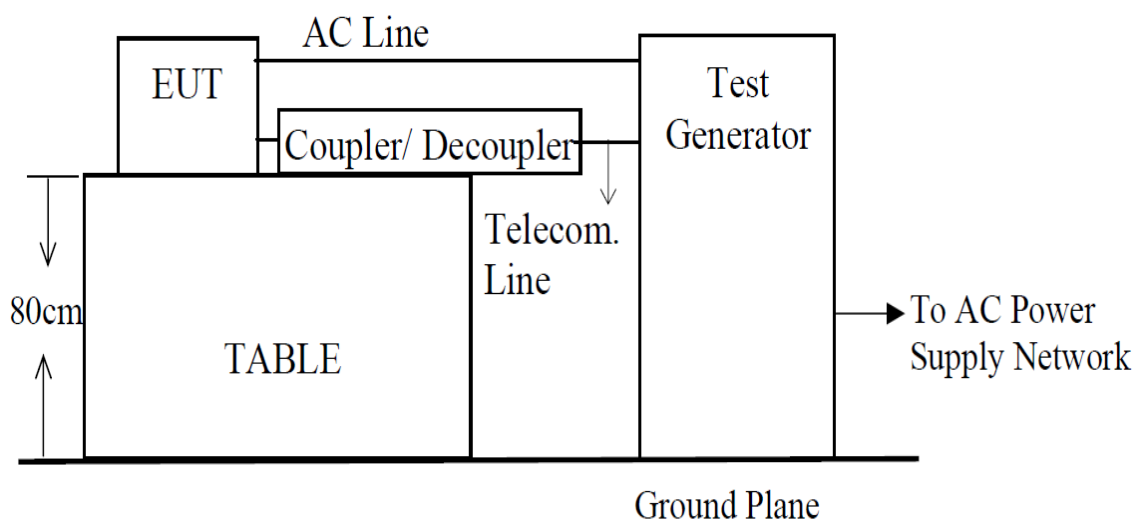 AC Line
EUT
Test
Generator
Coupler/ Decoupler
Telecom.
Line
80cm
TABLE
To AC Power
Supply Network
Ground Plane